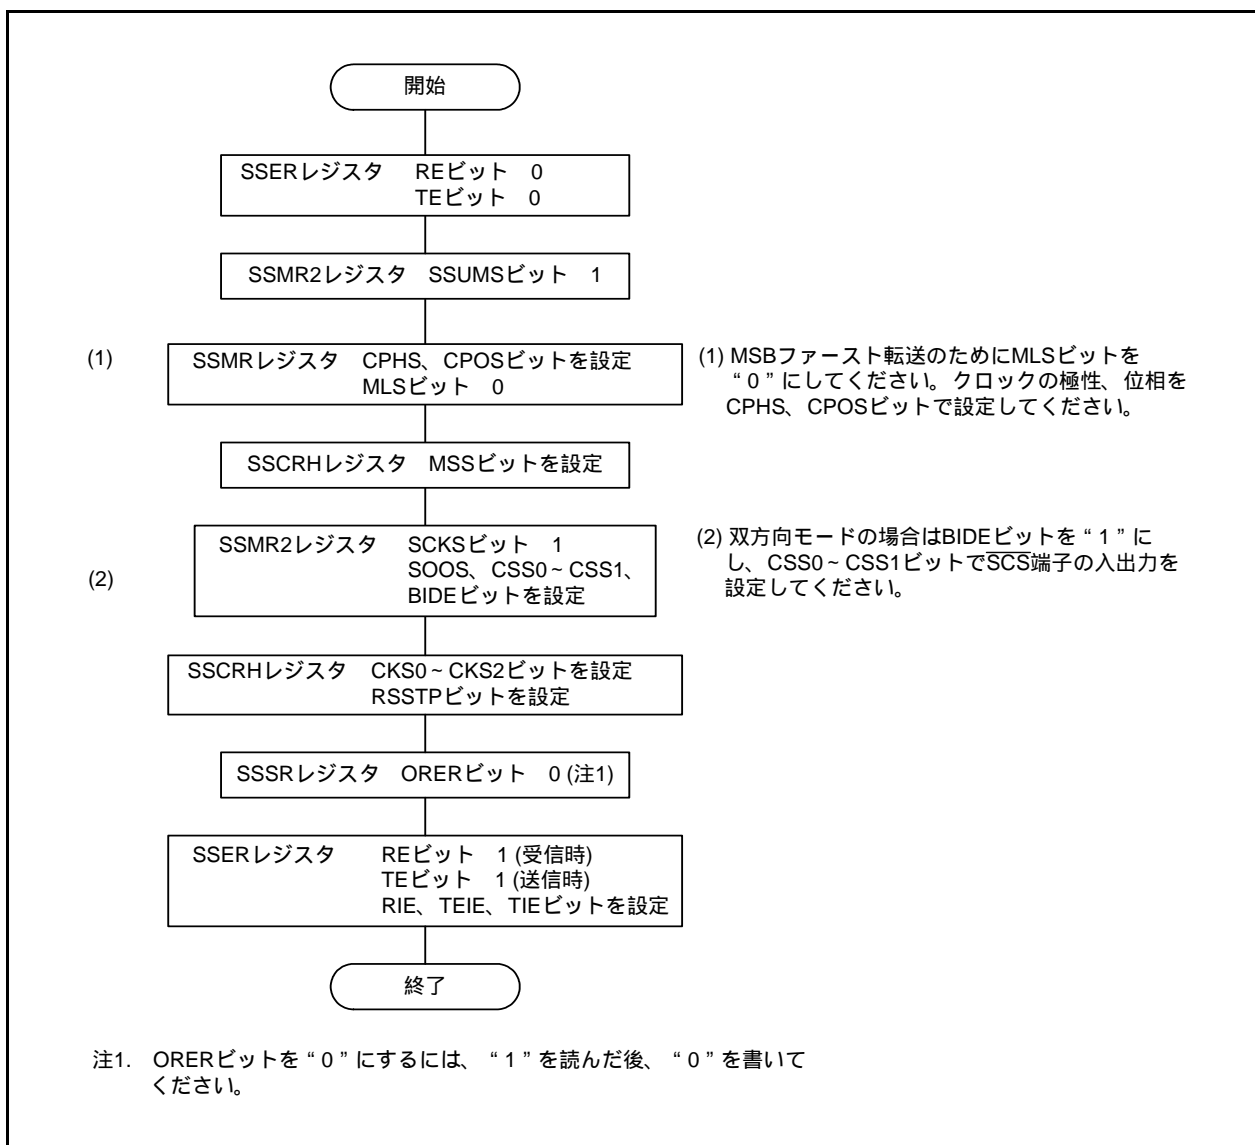 開始
SSERレジスタ REビット 0
TEビット 0
SSMR2レジスタ SSUMSビット 1
(1)
SSMRレジスタ CPHS、CPOSビットを設定
MLSビット 0
(1) MSBファースト転送のためにMLSビットを
“0”にしてください。クロックの極性、位相を
CPHS、CPOSビットで設定してください。
SSCRHレジスタ MSSビットを設定
(2)
SSMR2レジスタ SCKSビット 1
SOOS、CSS0~CSS1、
BIDEビットを設定
(2) 双方向モードの場合はBIDEビットを“1”に
し、CSS0~CSS1ビットでSCS端子の入出力を
設定してください。
SSCRHレジスタ CKS0~CKS2ビットを設定
RSSTPビットを設定
SSSRレジスタ ORERビット 0 (注1)
SSERレジスタ REビット 1 (受信時)
TEビット 1 (送信時)
RIE、TEIE、TIEビットを設定
終了
注1. ORERビットを“0”にするには、“1”を読んだ後、“0”を書いて
ください。